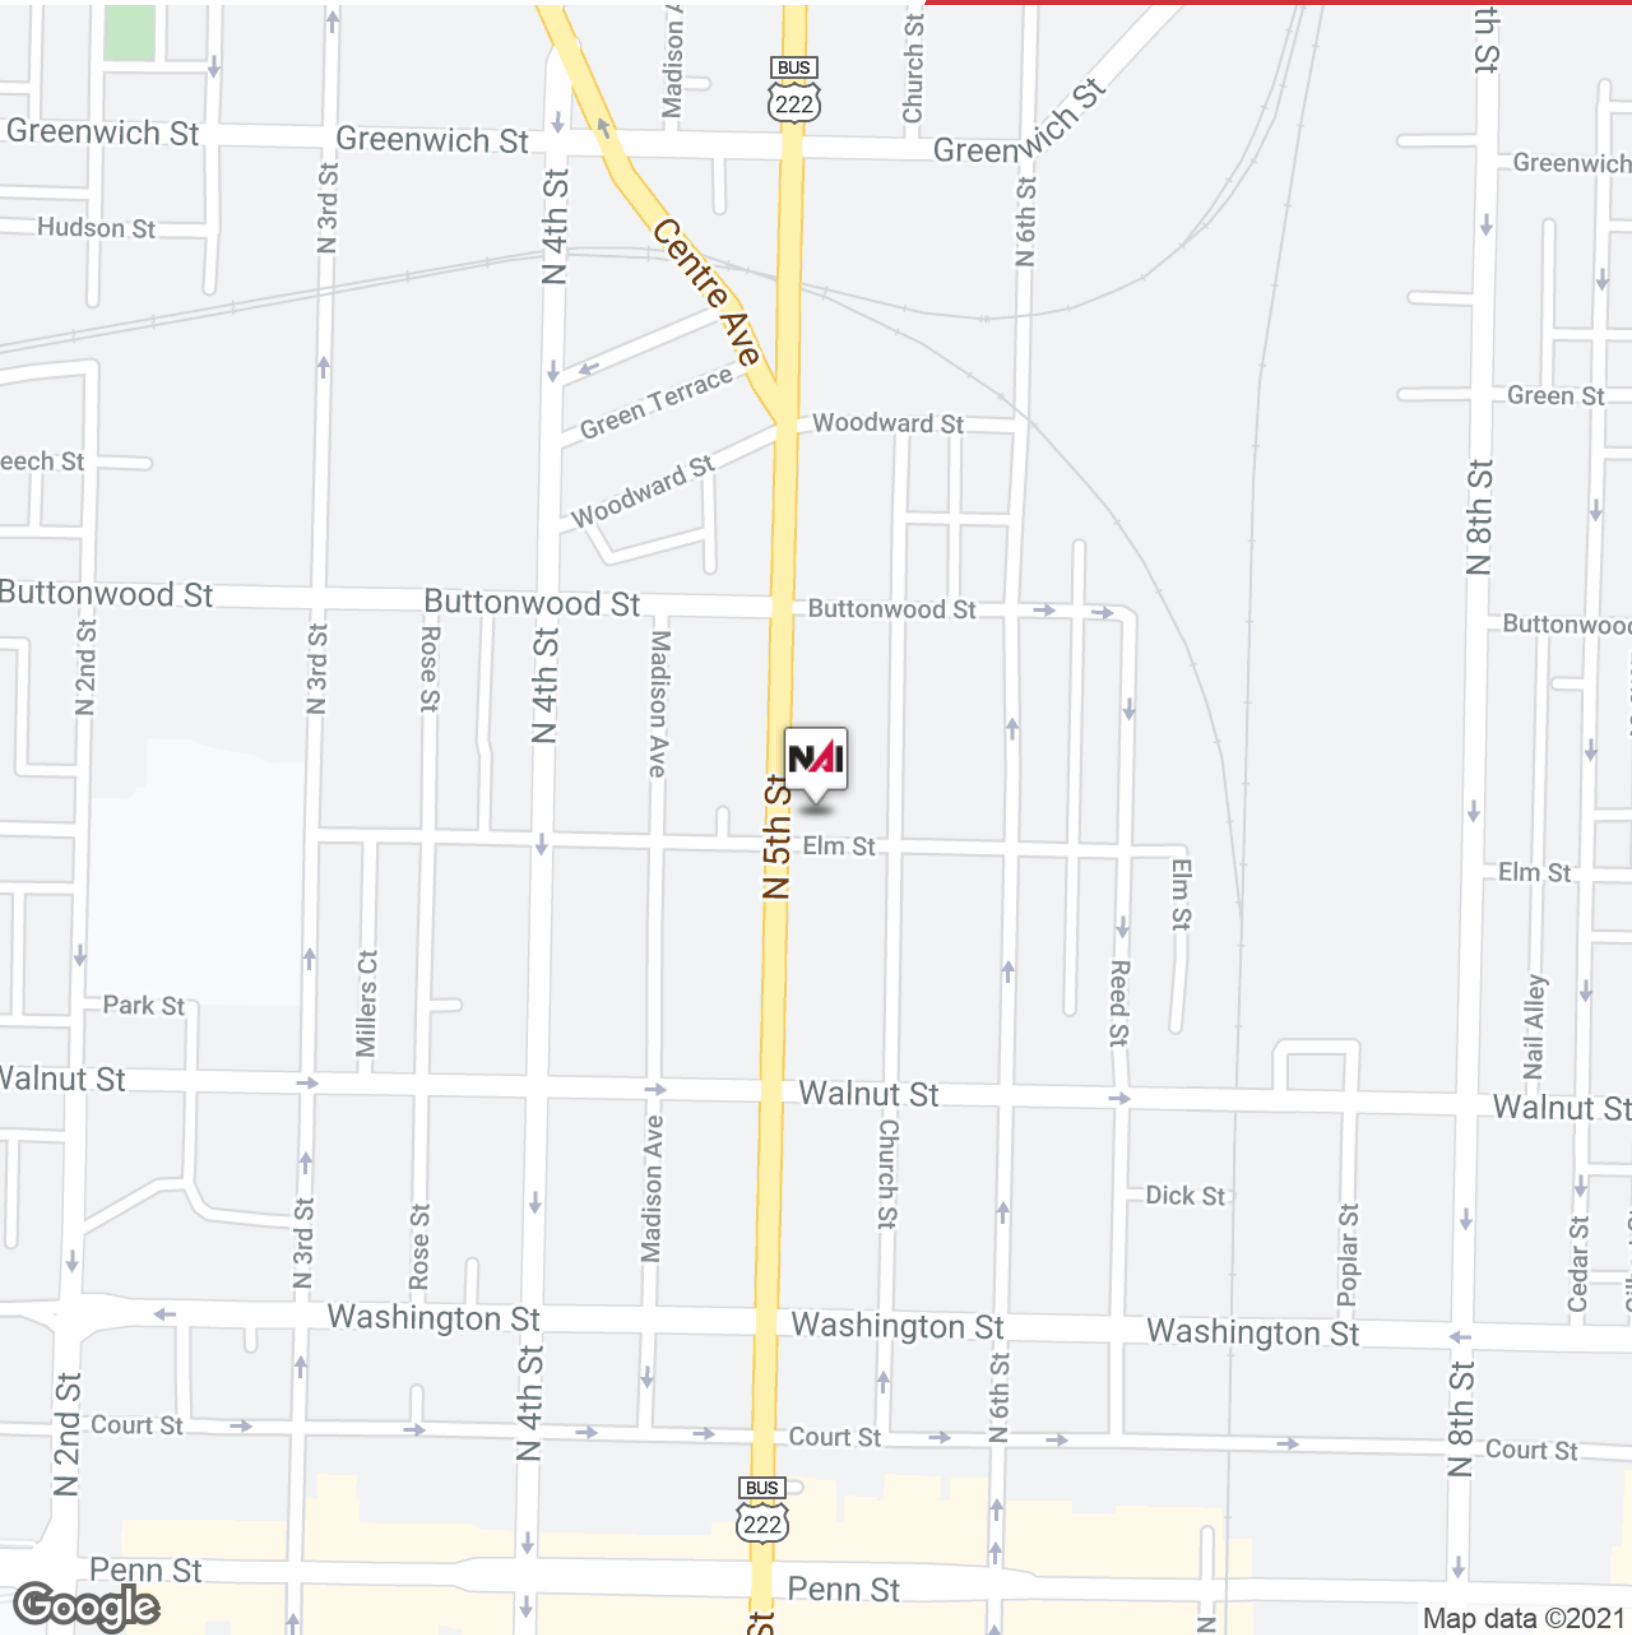 Madison A
BUS
222
Church St
8th St
Greenwich St
Greenwich St
Greenwich St
Greenwich
N 3rd St
N 4th St
N 6th St
Hudson St
Centre Ave
Green Terrace
Woodward St
Green St
eech St
Woodward St
N 8th St
Buttonwood St
Buttonwood St
Buttonwood St
Buttonwood
N 2nd St
N 3rd St
Rose St
N 4th St
Madison Ave
NAI
N 5th St
Elm St
Elm St
Elm St
Park St
Millers Ct
Reed St
Nail Alley
Walnut St
Walnut St
Walnut St
Madison Ave
Church St
Dick St
N 3rd St
Rose St
Poplar St
Cedar St
Washington St
Washington St
Washington St
N 2nd St
N 4th St
N 6th St
N 8th St
Court St
Court St
Court St
BUS
222
Penn St
Penn St
St
N
Google
Map data ©2021